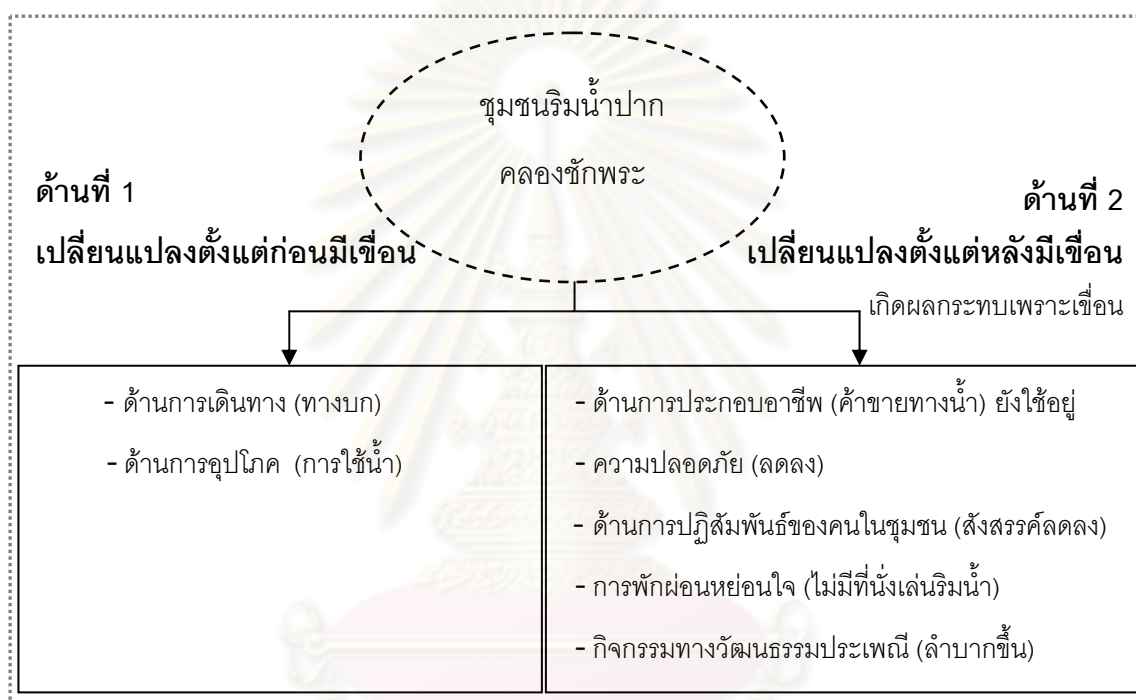 ชุมชนริมน้ำปาก
คลองชักพระ
ด้านที่ 1
เปลี่ยนแปลงตั้งแต่ก่อนมีเขื่อน
ด้านที่ 2
เปลี่ยนแปลงตั้งแต่หลังมีเขื่อน
เกิดผลกระทบเพราะเขื่อน
- ด้านการเดินทาง (ทางบก)
- ด้านการอุปโภค (การใช้น้ำ)
- ด้านการประกอบอาชีพ (ค้าขายทางน้ำ) ยังใช้อยู่
- ความปลอดภัย (ลดลง)
- ด้านการปฏิสัมพันธ์ของคนในชุมชน (สังสรรค์ลดลง)
- การพักผ่อนหย่อนใจ (ไม่มีที่นั่งเล่นริมน้ำ)
- กิจกรรมทางวัฒนธรรมประเพณี (ลำบากขึ้น)